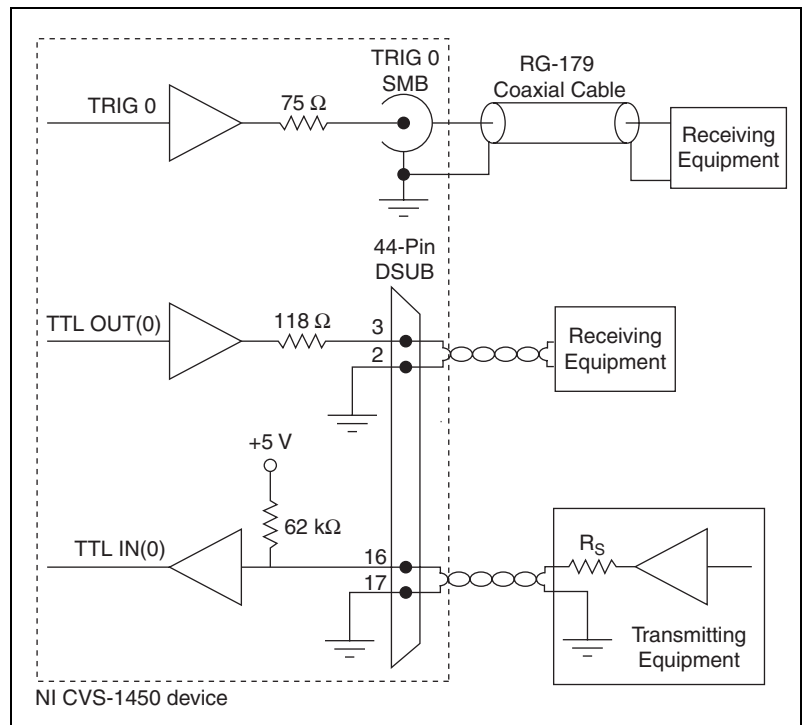 TRIG 0
75 Ω
TRIG 0
SMB
RG-179
Coaxial Cable
Receiving
Equipment
44-Pin
DSUB
TTL OUT(0)
118 Ω
3
2
Receiving
Equipment
+5 V
62 kΩ
TTL IN(0)
16
17
RS
Transmitting
Equipment
NI CVS-1450 device